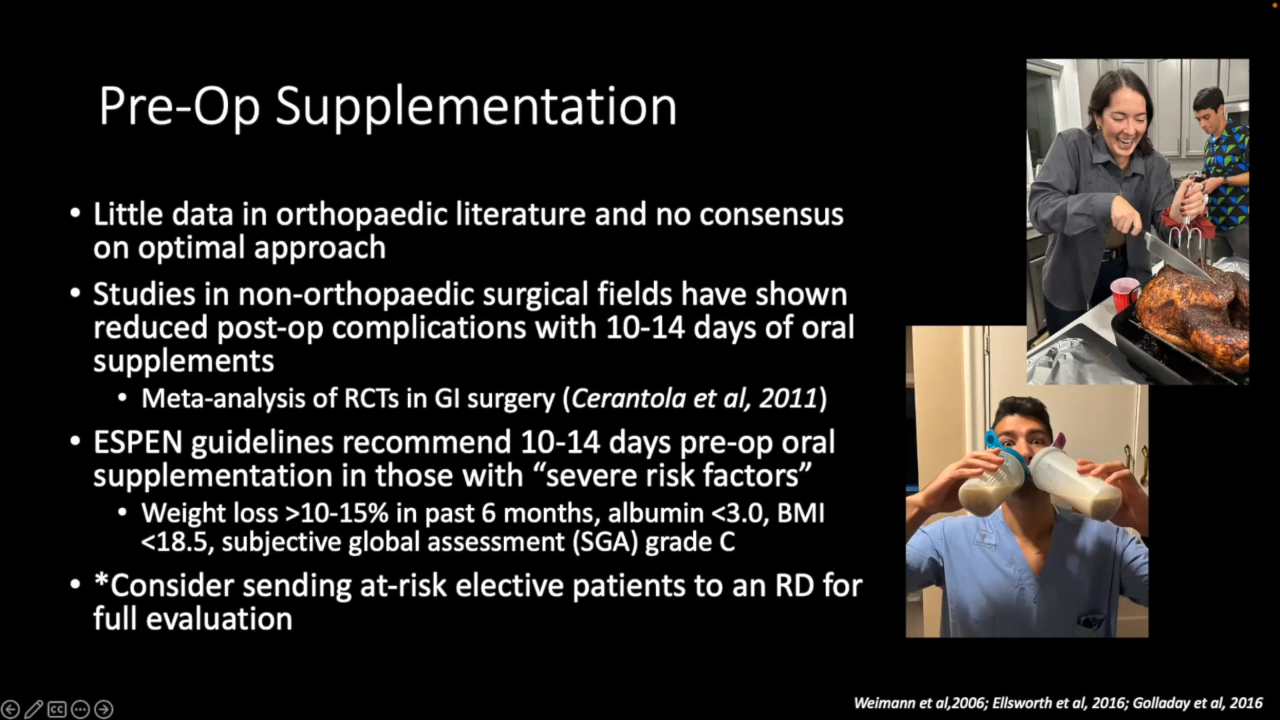 Pre-Op Supplementation
• Little data in orthopaedic literature and no consensus
on optimal approach
• Studies in non-orthopaedic surgical fields have shown
reduced post-op complications with 10-14 days of oral
supplements
• Meta-analysis of RCTs in GI surgery (Cerantola et al, 2011)
• ESPEN guidelines recommend 10-14 days pre-op oral
supplementation in those with “severe risk factors”
• Weight loss >10-15% in past 6 months, albumin <3.0, BMI
<18.5, subjective global assessment (SGA) grade C
• *Consider sending at-risk elective patients to an RD for
full evaluation
Weimann et al,2006; Ellsworth et al, 2016; Golladay et al, 2016
CC